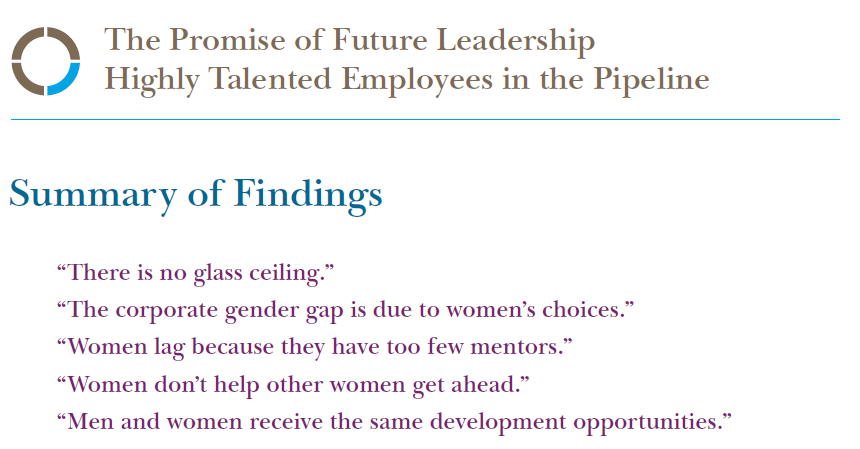 The Promise of Future Leadership
Highly Talented Employees in the Pipeline
Summary of Findings
“There is no glass ceiling.”
“The corporate gender gap is due to women’s choices.”
“Women lag because they have too few mentors.”
“Women don’t help other women get ahead.”
“Men and women receive the same development opportunities.”